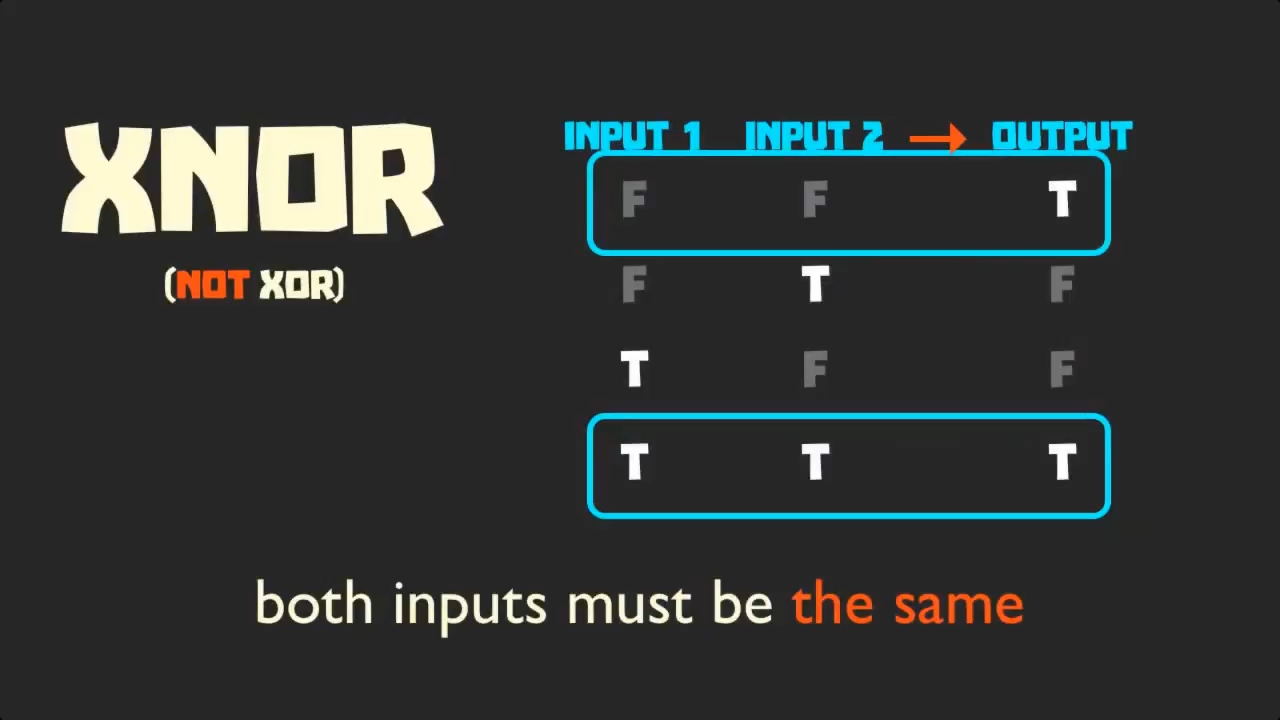 XNOR
(NOT XOR)
INPUT 1 INPUT 2 → OUTPUT
F F T
F T F
T F F
T T T
both inputs must be the same